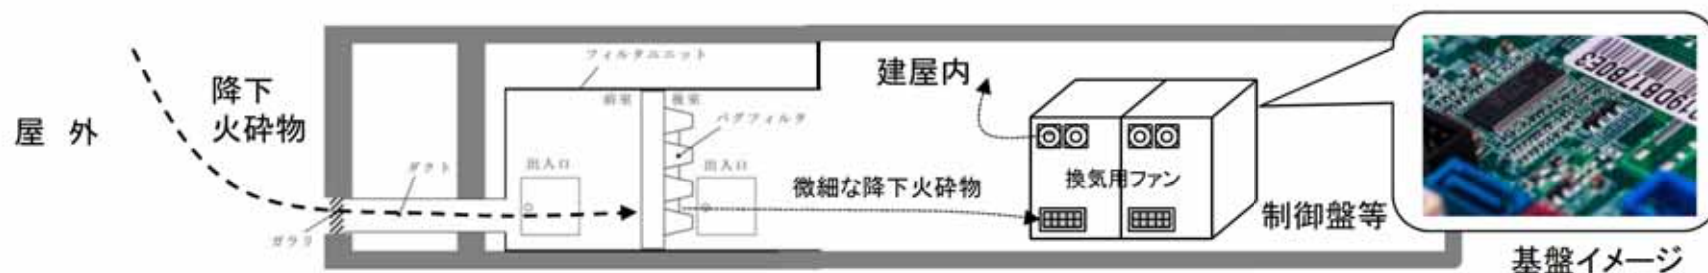 屋 外
降下
火砕物
ガラリ
ダクト
フィルタユニット
前室
後室
バグフィルタ
出入口
出入口
微細な降下火砕物
建屋内
換気用ファン
制御盤等
基盤イメージ